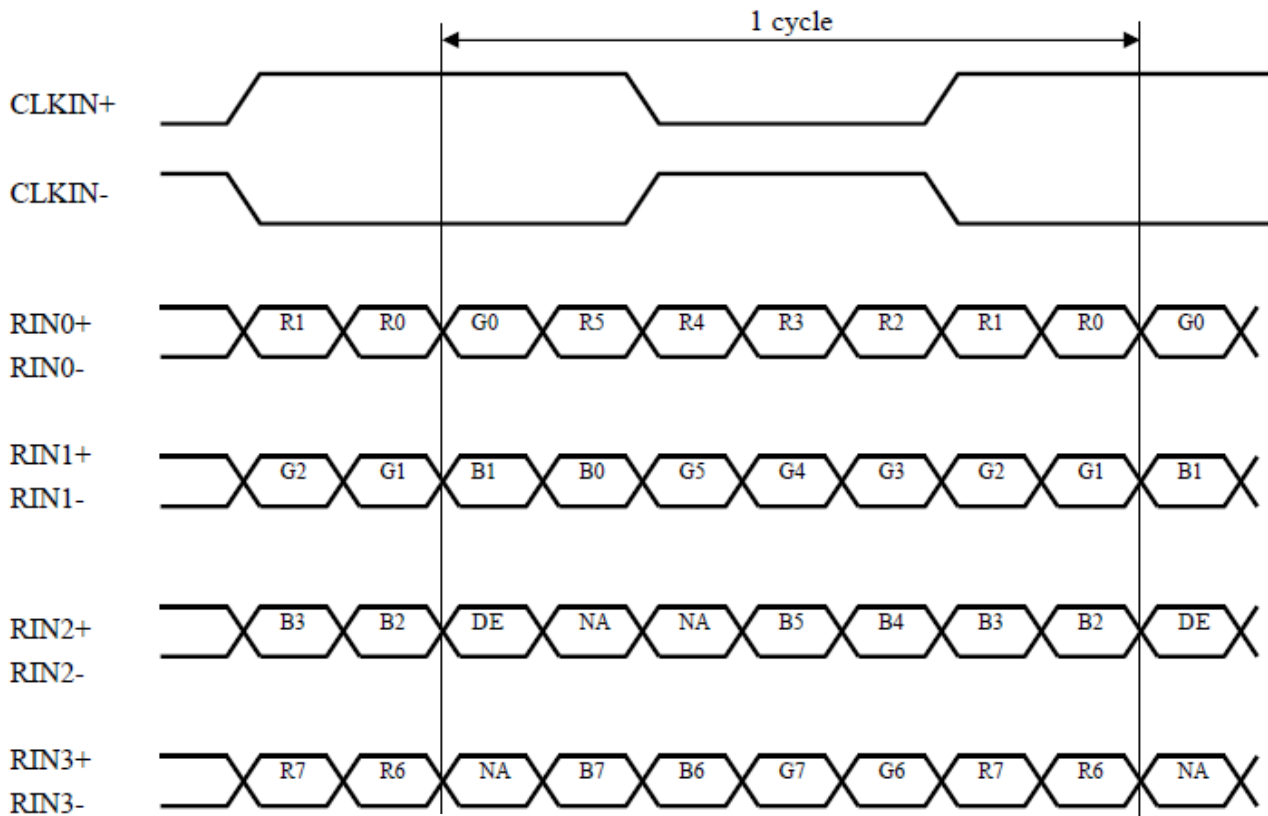 1 cycle
CLKIN+
CLKIN-
RIN0+
R1 R0 G0 R5 R4 R3 R2 R1 R0 G0
RIN0-
RIN1+
G2 G1 B1 B0 G5 G4 G3 G2 G1 B1
RIN1-
RIN2+
B3 B2 DE NA NA B5 B4 B3 B2 DE
RIN2-
RIN3+
R7 R6 NA B7 B6 G7 G6 R7 R6 NA
RIN3-